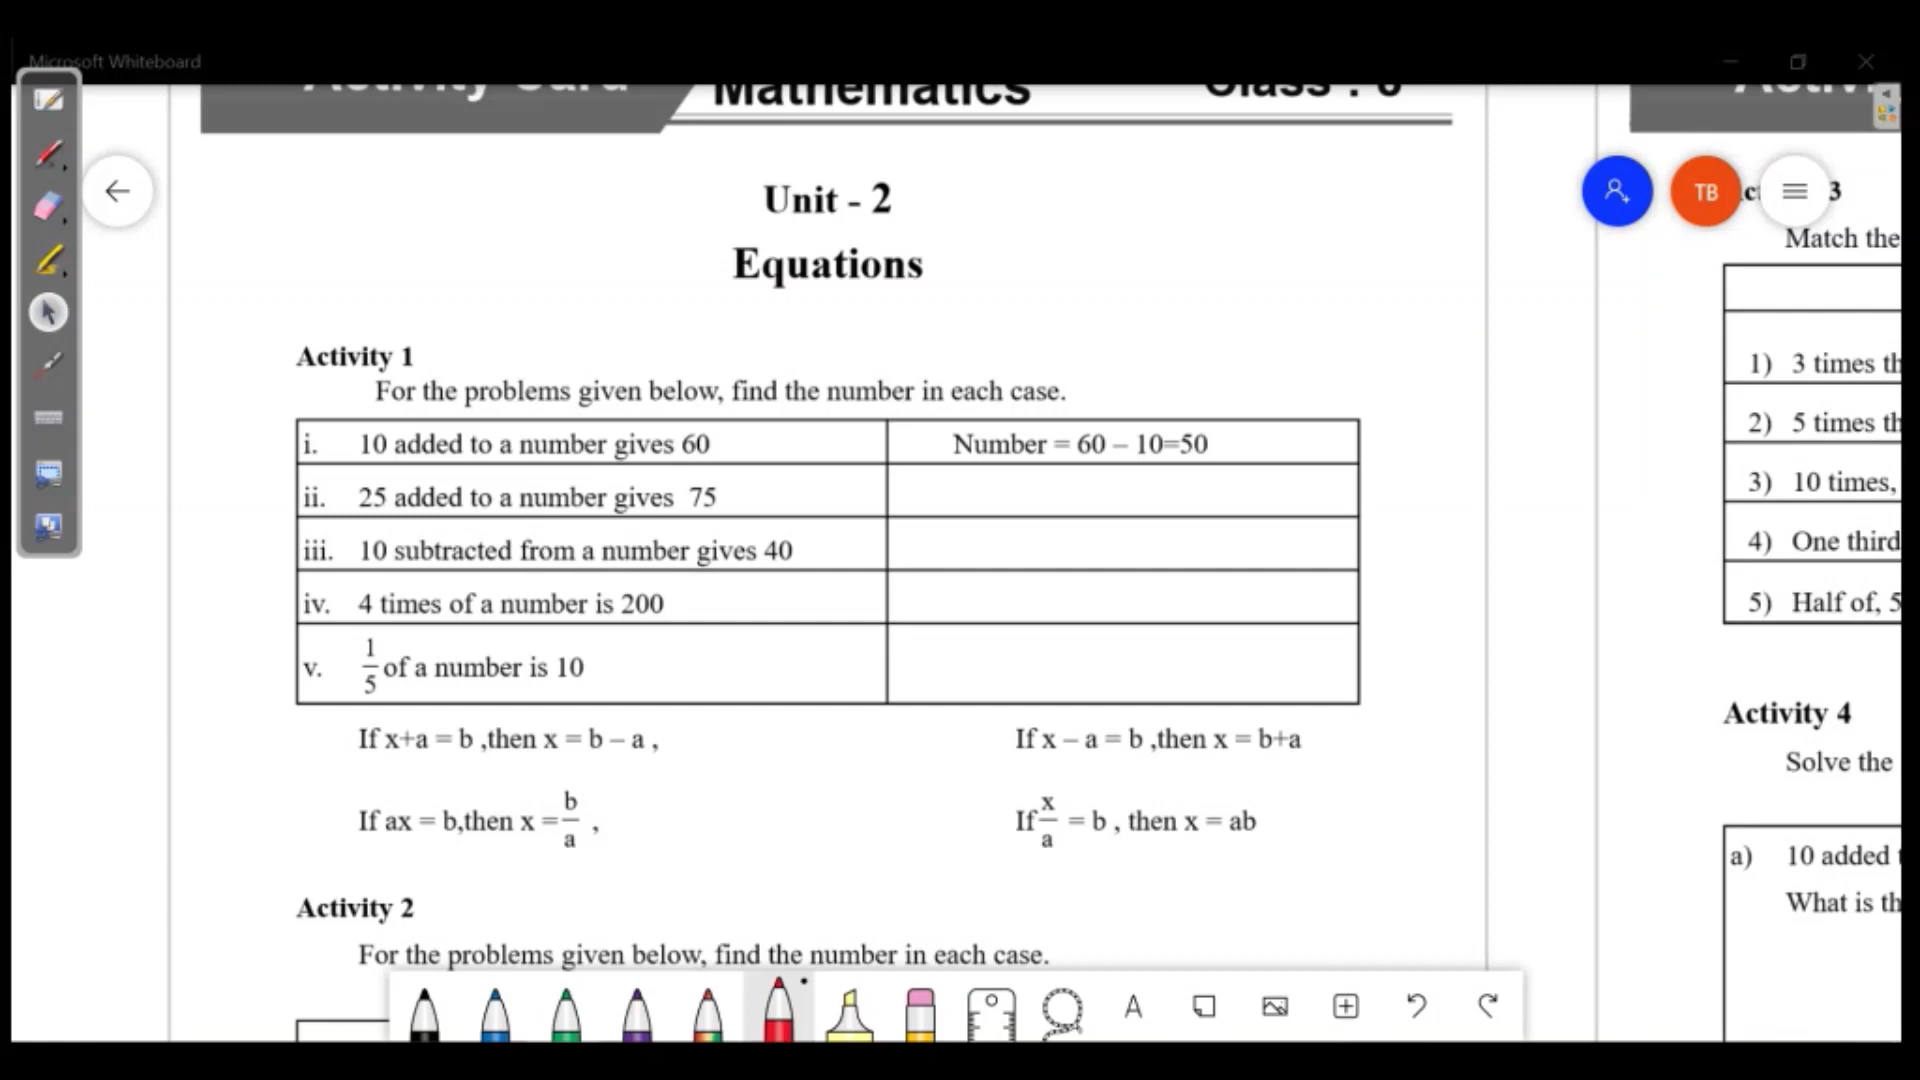 Microsoft Whiteboard
Activity Card Mathematics Class : 8
Unit - 2
Equations
Activity 1
For the problems given below, find the number in each case.
i. 10 added to a number gives 60 Number = 60 – 10=50
ii. 25 added to a number gives 75
iii. 10 subtracted from a number gives 40
iv. 4 times of a number is 200
v. 1/5 of a number is 10
If x+a = b ,then x = b – a ,
If x – a = b ,then x = b+a
If ax = b,then x = b/a ,
If x/a = b , then x = ab
Activity 2
For the problems given below, find the number in each case.
TB
3
Match the
1) 3 times th
2) 5 times th
3) 10 times,
4) One third
5) Half of, 5
Activity 4
Solve the
a) 10 added
What is th